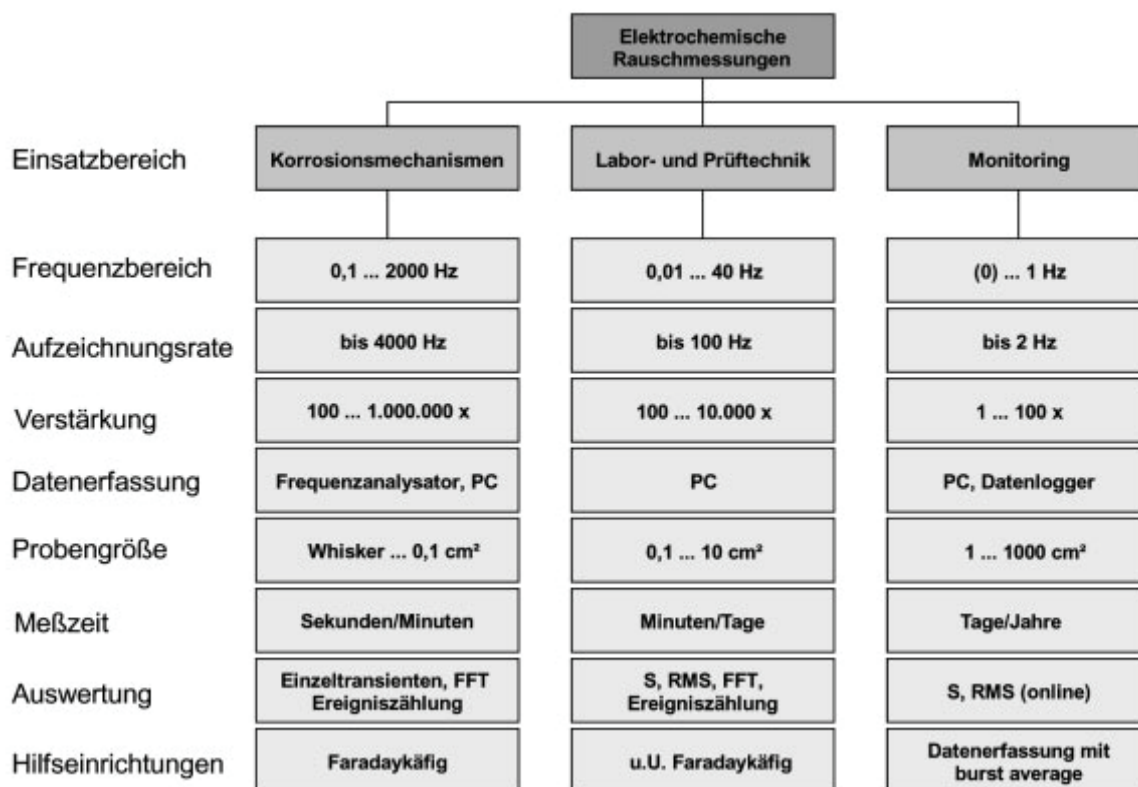 Elektrochemische
Rauschmessungen
Einsatzbereich
Korrosionsmechanismen
Labor- und Prüftechnik
Monitoring
Frequenzbereich
0,1 ... 2000 Hz
0,01 ... 40 Hz
(0) ... 1 Hz
Aufzeichnungsrate
bis 4000 Hz
bis 100 Hz
bis 2 Hz
Verstärkung
100 ... 1.000.000 x
100 ... 10.000 x
1 ... 100 x
Datenerfassung
Frequenzanalysator, PC
PC
PC, Datenlogger
Probengröße
Whisker ... 0,1 cm²
0,1 ... 10 cm²
1 ... 1000 cm²
Meßzeit
Sekunden/Minuten
Minuten/Tage
Tage/Jahre
Auswertung
Einzeltransienten, FFT
Ereigniszählung
S, RMS, FFT,
Ereigniszählung
S, RMS (online)
Hilfseinrichtungen
Faradaykäfig
u.U. Faradaykäfig
Datenerfassung mit
burst average